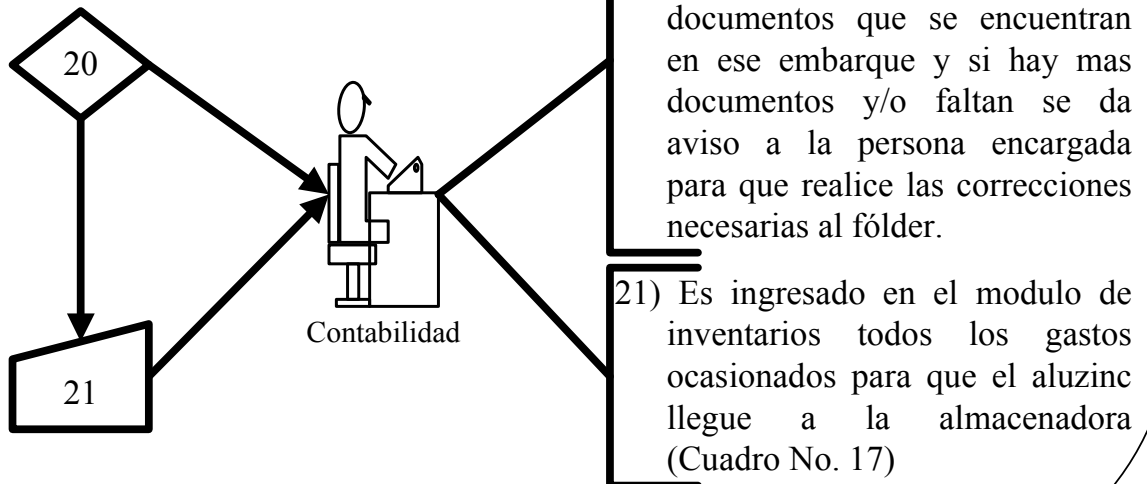 20
21
Contabilidad
documentos que se encuentran
en ese embarque y si hay mas
documentos y/o faltan se da
aviso a la persona encargada
para que realice las correcciones
necesarias al fólder.
21) Es ingresado en el modulo de
inventarios todos los gastos
ocasionados para que el aluzinc
llegue a la almacenadora
(Cuadro No. 17)